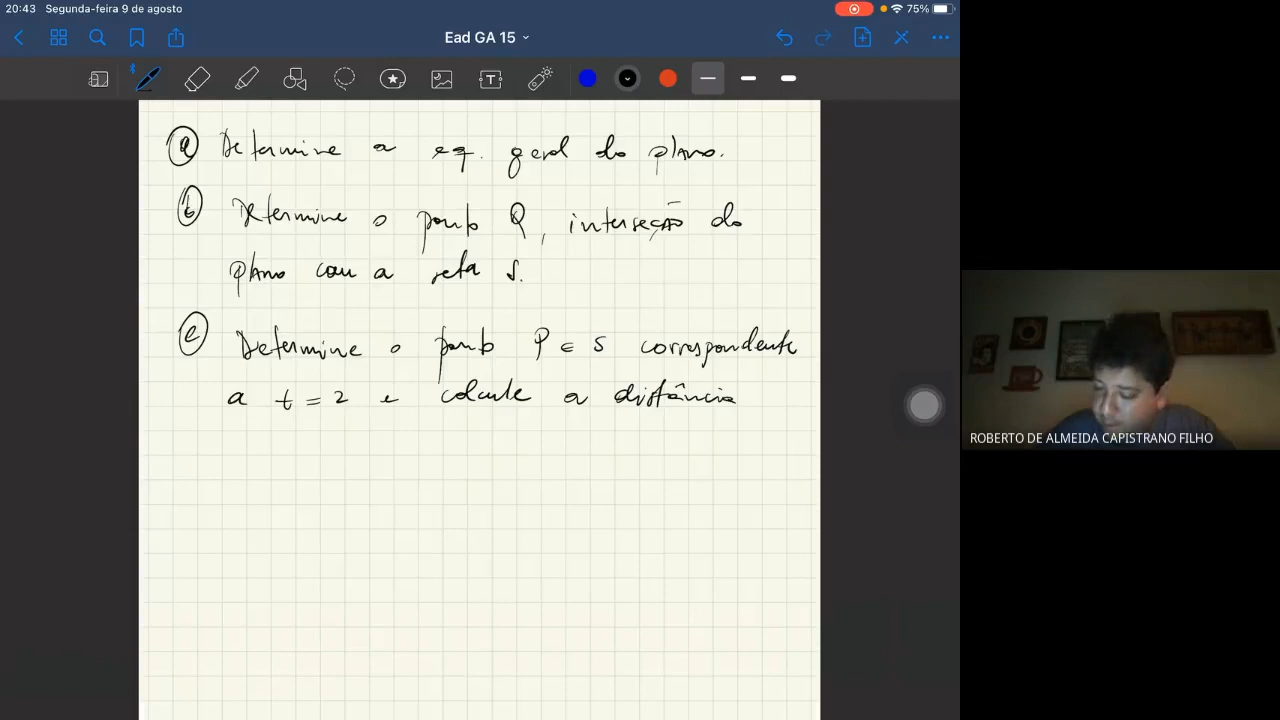 20:43 Segunda-feira 9 de agosto
75%
Ead GA 15
T
a Determine a eq. geral do plano.
b Determine o ponto Q, interseção do
plano com a reta s.
c Determine o ponto P ∈ s correspondente
a t = 2 e calcule a distância
ROBERTO DE ALMEIDA CAPISTRANO FILHO